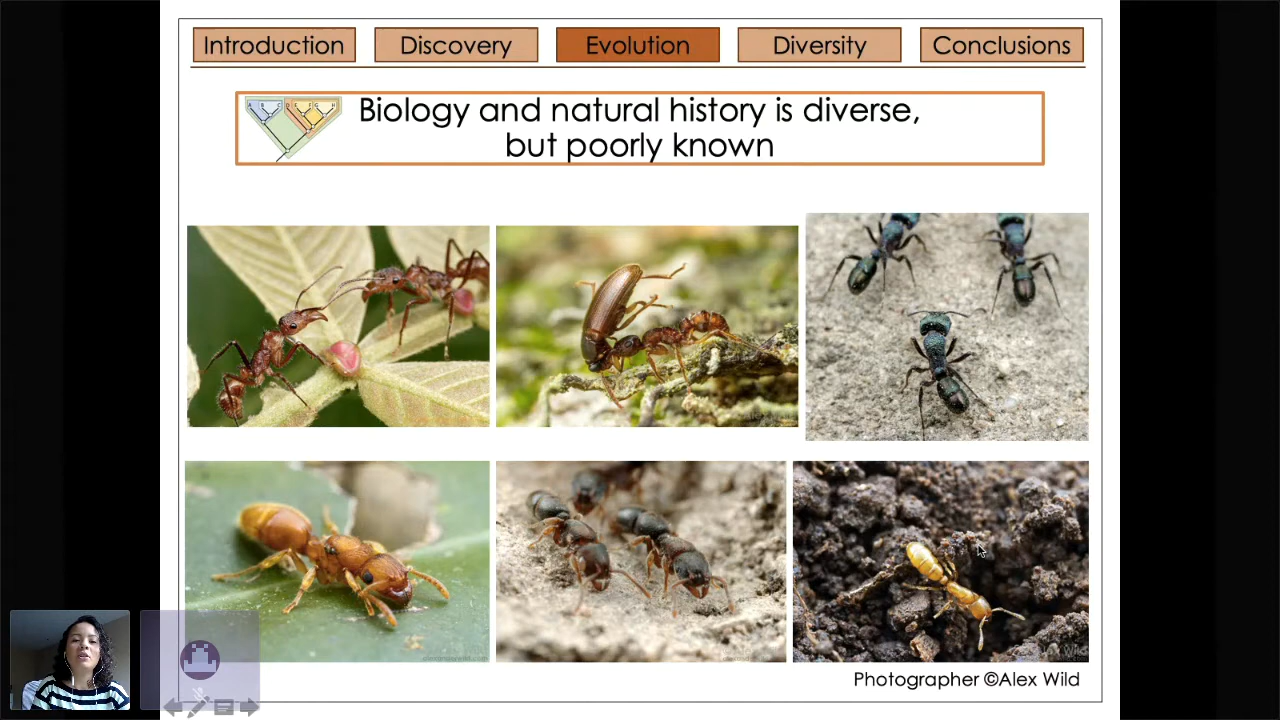 Introduction
Discovery
Evolution
Diversity
Conclusions
Biology and natural history is diverse,
but poorly known
Photographer ©Alex Wild